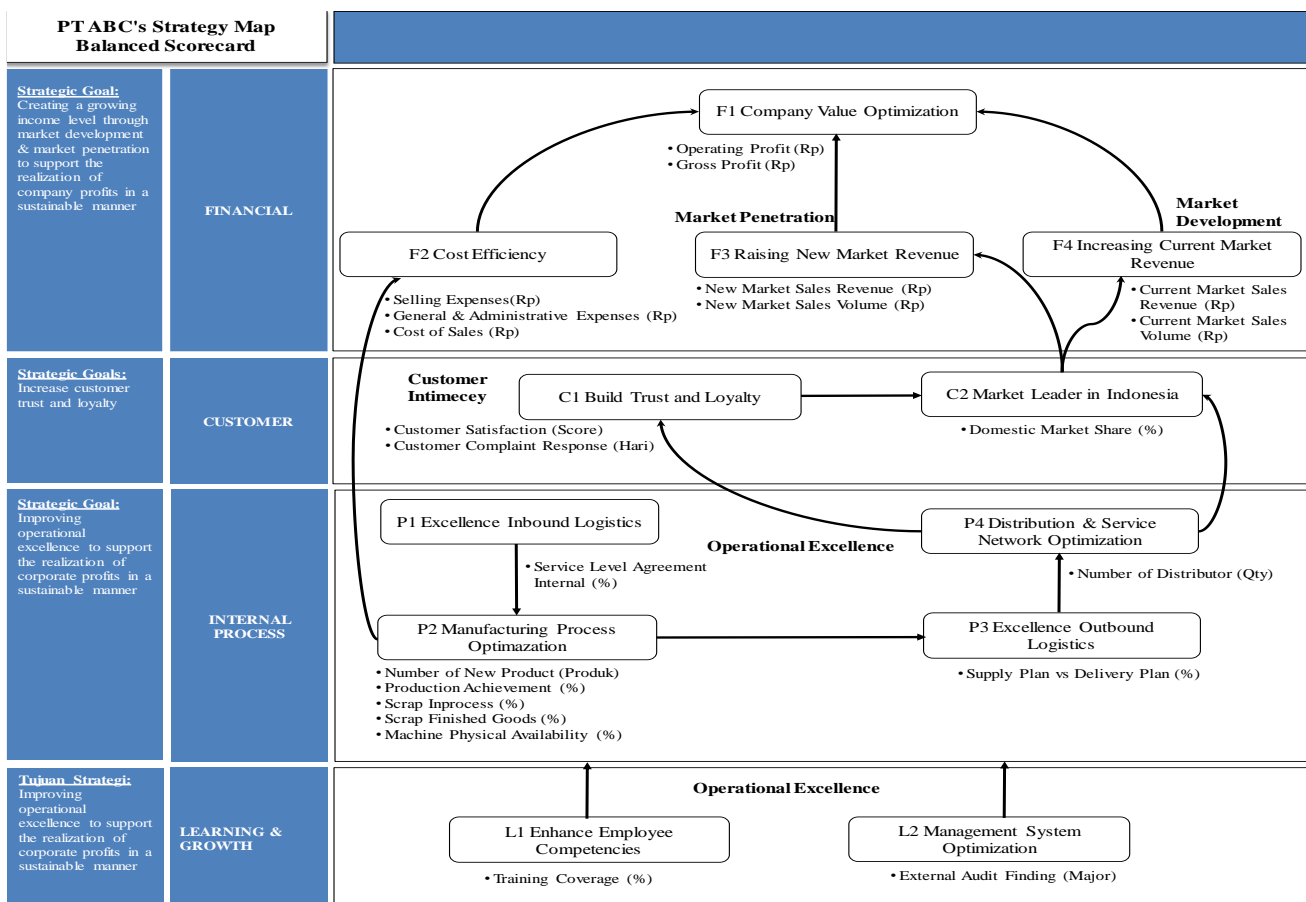 PT ABC's Strategy Map
Balanced Scorecard
Strategic Goal:
Creating a growing
income level through
market development
& market penetration
to support the
realization of
company profits in a
sustainable manner
FINANCIAL
F1 Company Value Optimization
• Operating Profit (Rp)
• Gross Profit (Rp)
Market Penetration
Market
Development
F2 Cost Efficiency
F3 Raising New Market Revenue
F4 Increasing Current Market
Revenue
• Selling Expenses(Rp)
• General & Administrative Expenses (Rp)
• Cost of Sales (Rp)
• New Market Sales Revenue (Rp)
• New Market Sales Volume (Rp)
• Current Market Sales
Revenue (Rp)
• Current Market Sales
Volume (Rp)
Strategic Goals:
Increase customer
trust and loyalty
CUSTOMER
Customer
Intimecey
C1 Build Trust and Loyalty
C2 Market Leader in Indonesia
• Customer Satisfaction (Score)
• Customer Complaint Response (Hari)
• Domestic Market Share (%)
Strategic Goal:
Improving
operational
excellence to support
the realization of
corporate profits in a
sustainable manner
INTERNAL
PROCESS
P1 Excellence Inbound Logistics
Operational Excellence
P4 Distribution & Service
Network Optimization
• Service Level Agreement
Internal (%)
• Number of Distributor (Qty)
P2 Manufacturing Process
Optimazation
P3 Excellence Outbound
Logistics
• Number of New Product (Produk)
• Production Achievement (%)
• Scrap Inprocess (%)
• Scrap Finished Goods (%)
• Machine Physical Availability (%)
• Supply Plan vs Delivery Plan (%)
Tujuan Strategi:
Improving
operational
excellence to support
the realization of
corporate profits in a
sustainable manner
LEARNING &
GROWTH
Operational Excellence
L1 Enhance Employee
Competencies
L2 Management System
Optimization
• Training Coverage (%)
• External Audit Finding (Major)